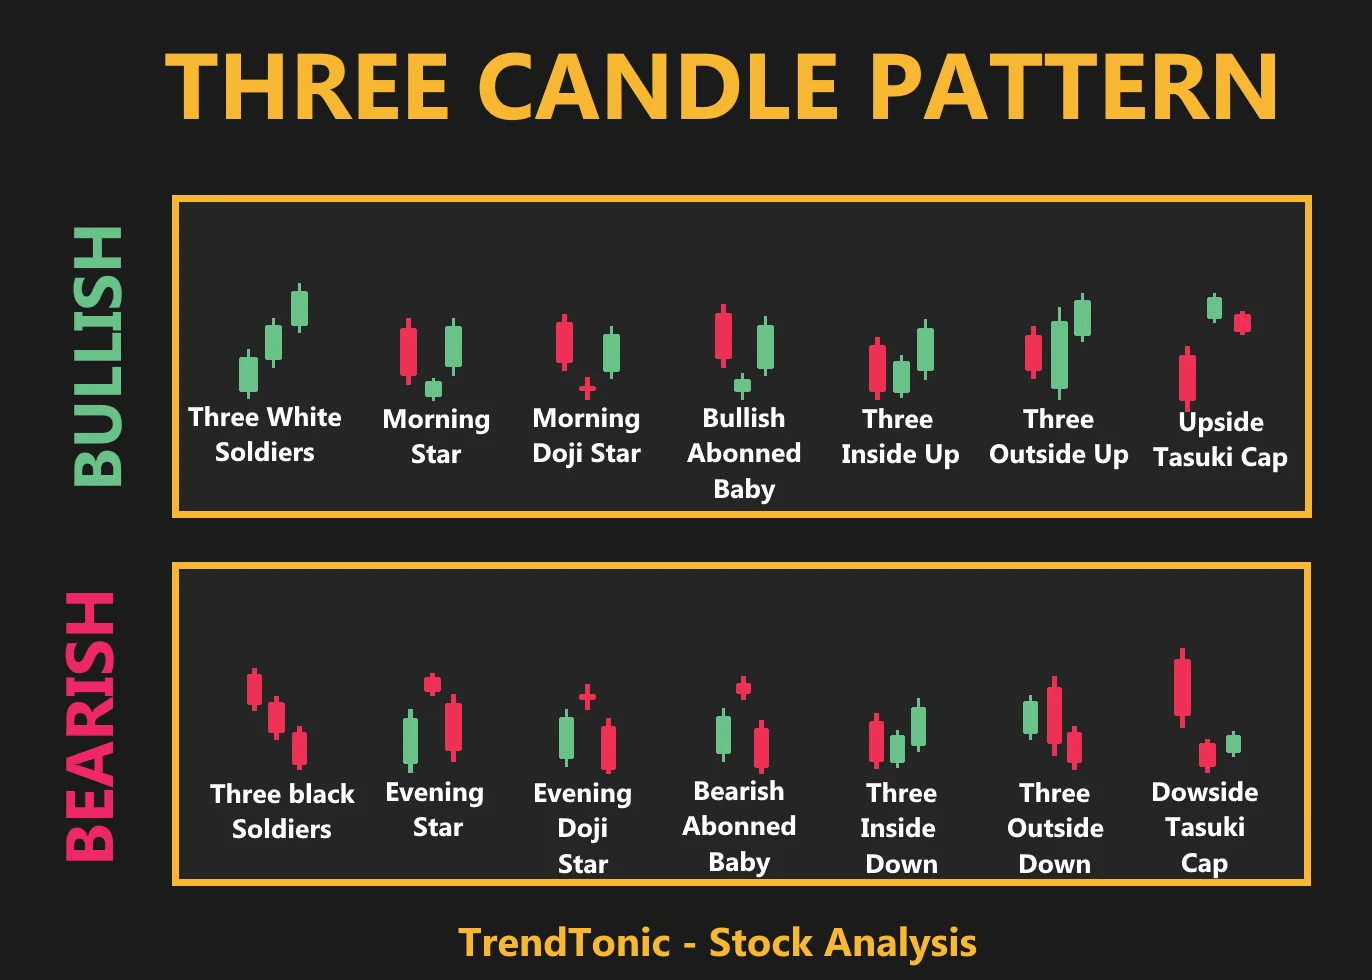 THREE CANDLE PATTERN
BULLISH
Three White
Soldiers
Morning
Star
Morning
Doji Star
Bullish
Abonned
Baby
Three
Inside Up
Three
Outside Up
Upside
Tasuki Cap
BEARISH
Three black
Soldiers
Evening
Star
Evening
Doji
Star
Bearish
Abonned
Baby
Three
Inside
Down
Three
Outside
Down
Dowside
Tasuki
Cap
TrendTonic - Stock Analysis